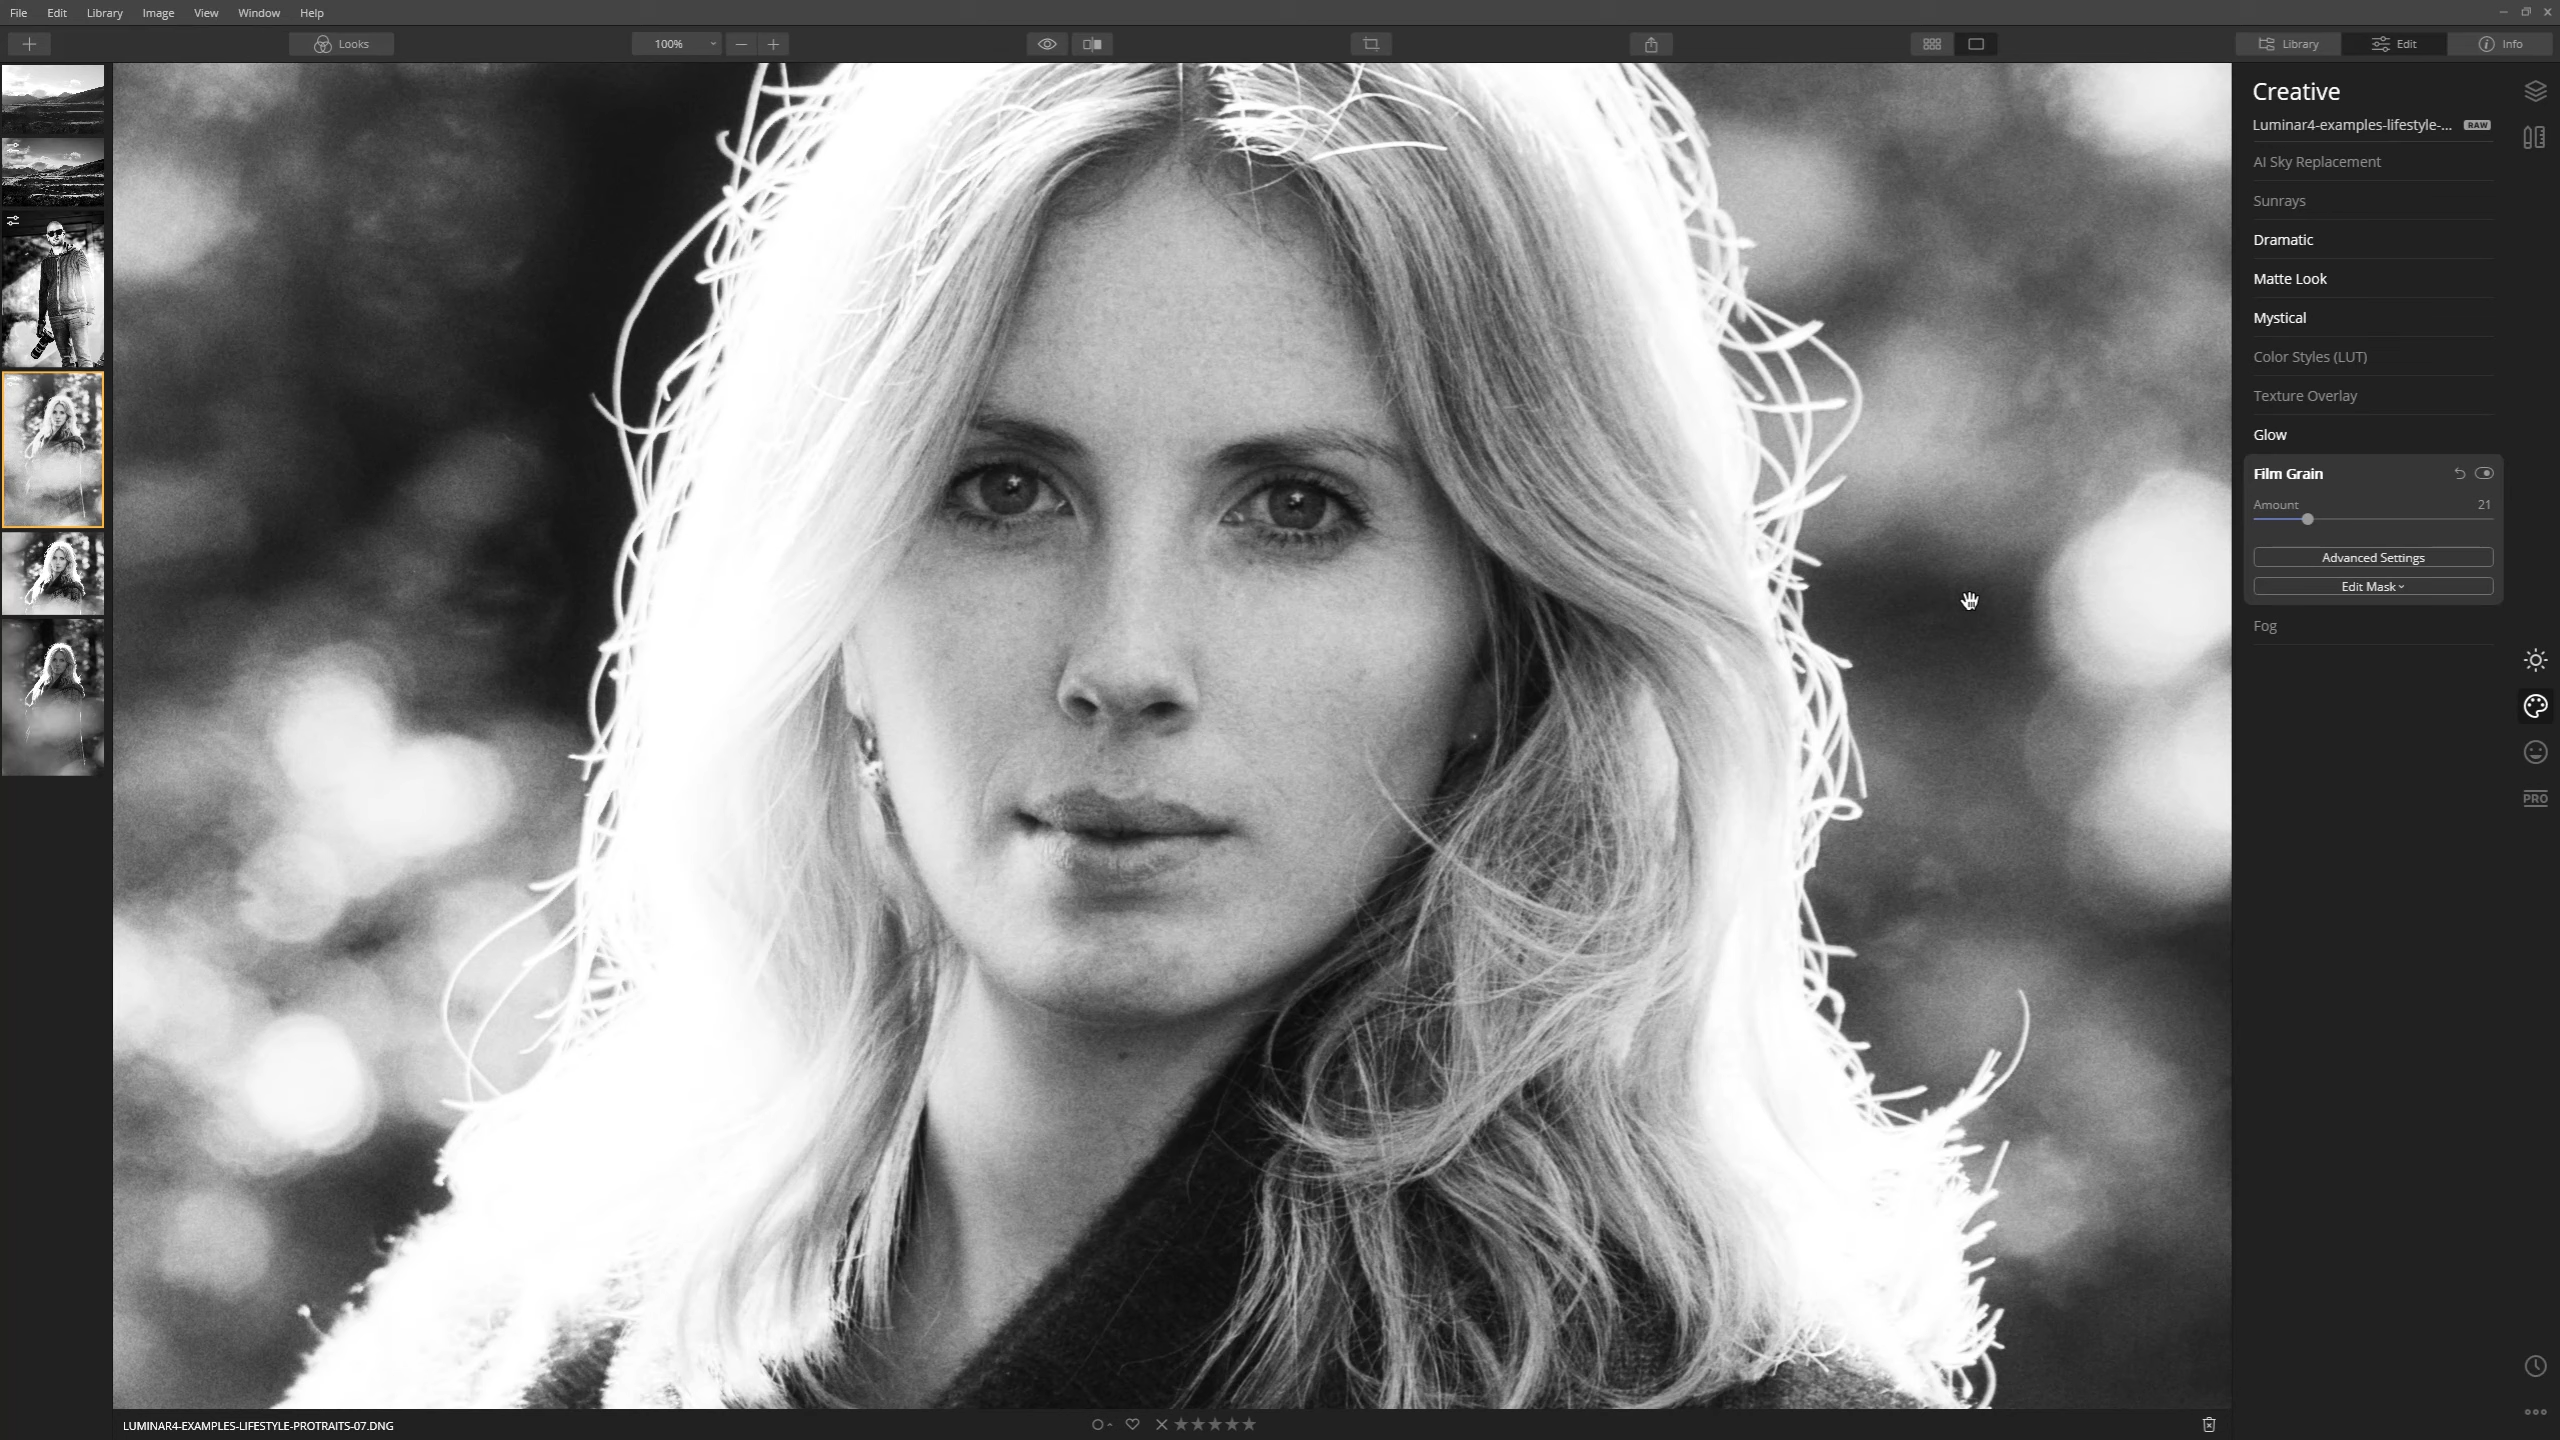 File Edit Library Image View Window Help
Looks 100% Library Edit Info
Creative
Luminar4-examples-lifestyle-... RAW
AI Sky Replacement
Sunrays
Dramatic
Matte Look
Mystical
Color Styles (LUT)
Texture Overlay
Glow
Film Grain
Amount 21
Advanced Settings
Edit Mask
Fog
PRO
LUMINAR4-EXAMPLES-LIFESTYLE-PROTRAITS-07.DNG